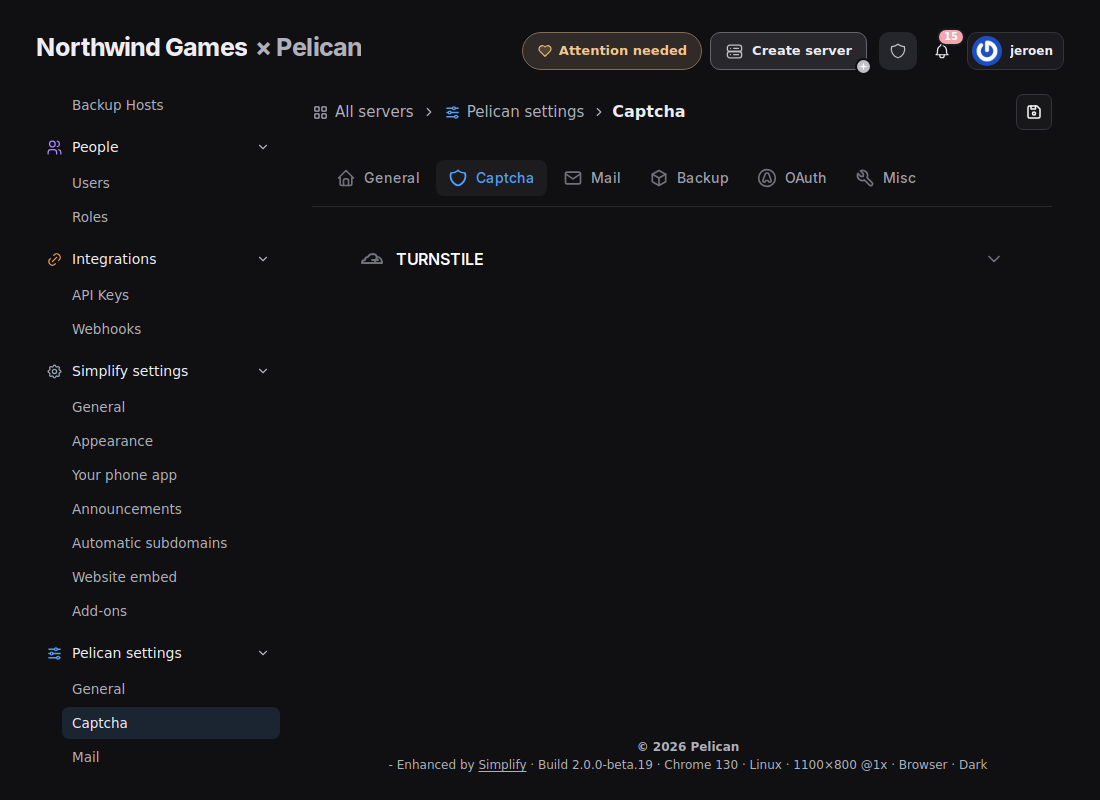 Northwind Games × Pelican
Attention needed
Create server
15
jeroen
Backup Hosts
People
Users
Roles
Integrations
API Keys
Webhooks
Simplify settings
General
Appearance
Your phone app
Announcements
Automatic subdomains
Website embed
Add-ons
Pelican settings
General
Captcha
Mail
All servers > Pelican settings > Captcha
General
Captcha
Mail
Backup
OAuth
Misc
TURNSTILE
© 2026 Pelican
- Enhanced by Simplify · Build 2.0.0-beta.19 · Chrome 130 · Linux · 1100×800 @1x · Browser · Dark